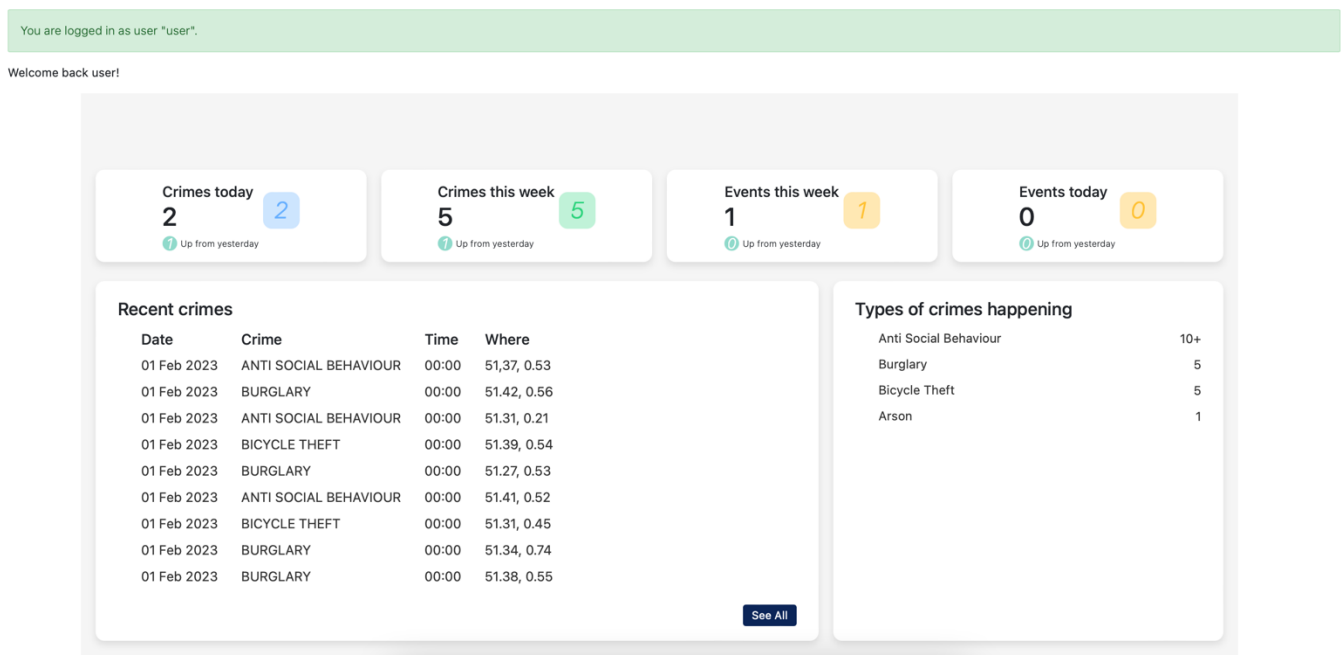 You are logged in as user "user".
Welcome back user!
Crimes today
2
2
1 Up from yesterday
Crimes this week
5
5
1 Up from yesterday
Events this week
1
1
0 Up from yesterday
Events today
0
0
0 Up from yesterday
Recent crimes
Date Crime Time Where
01 Feb 2023 ANTI SOCIAL BEHAVIOUR 00:00 51,37, 0.53
01 Feb 2023 BURGLARY 00:00 51.42, 0.56
01 Feb 2023 ANTI SOCIAL BEHAVIOUR 00:00 51.31, 0.21
01 Feb 2023 BICYCLE THEFT 00:00 51.39, 0.54
01 Feb 2023 BURGLARY 00:00 51.27, 0.53
01 Feb 2023 ANTI SOCIAL BEHAVIOUR 00:00 51.41, 0.52
01 Feb 2023 BICYCLE THEFT 00:00 51.31, 0.45
01 Feb 2023 BURGLARY 00:00 51.34, 0.74
01 Feb 2023 BURGLARY 00:00 51.38, 0.55
See All
Types of crimes happening
Anti Social Behaviour 10+
Burglary 5
Bicycle Theft 5
Arson 1